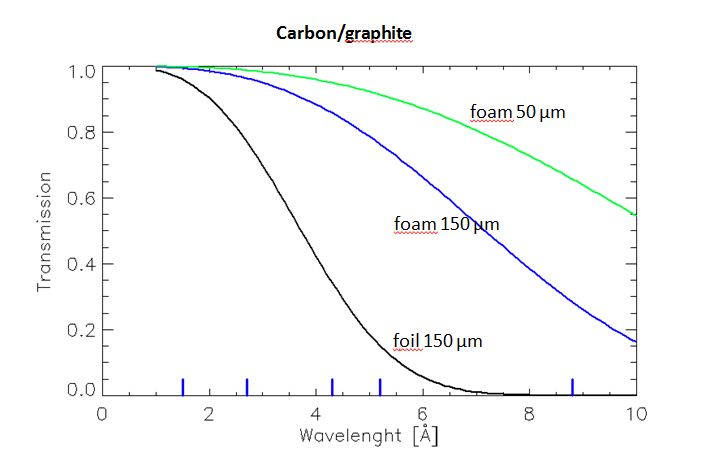 Carbon/graphite
1.0
0.8
0.6
0.4
0.2
0.0
Transmission
foam 50 µm
foam 150 µm
foil 150 µm
0 2 4 6 8 10
Wavelenght [Å]